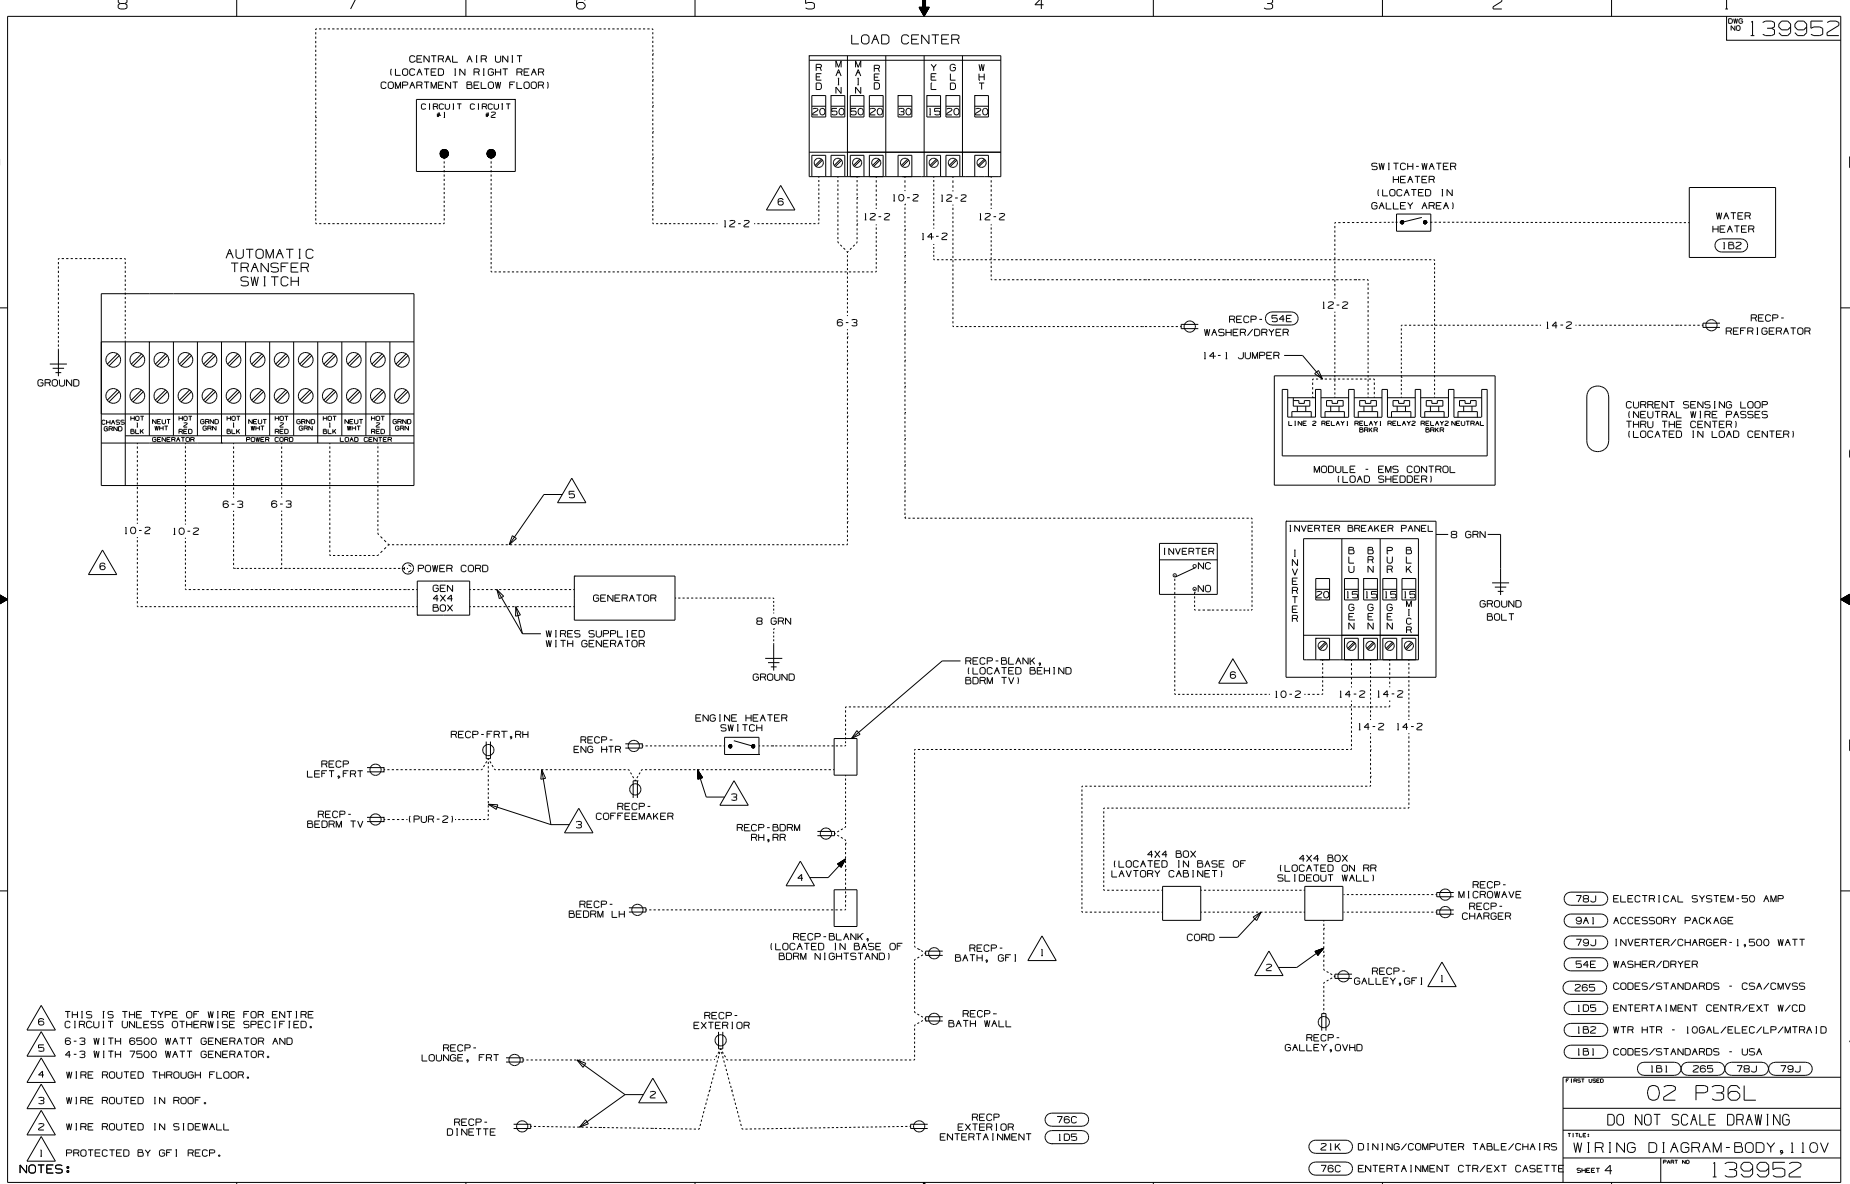 8 7 6 5 4 3 2 1
DWG NO 139952
LOAD CENTER
RED MAIN MAIN RED YEL GLD WHT
20 50 50 20 30 15 20 20
CENTRAL AIR UNIT
(LOCATED IN RIGHT REAR
COMPARTMENT BELOW FLOOR)
CIRCUIT CIRCUIT
#1 #2
6
12-2
12-2
10-2
12-2
12-2
14-2
6-3
SWITCH-WATER
HEATER
(LOCATED IN
GALLEY AREA)
WATER
HEATER
1B2
12-2
AUTOMATIC
TRANSFER
SWITCH
GROUND
CHASS GRND
HOT 1 BLK
NEUT WHT
HOT 2 RED
GRND GRN
HOT 1 BLK
NEUT WHT
HOT 2 RED
GRND GRN
HOT 1 BLK
NEUT WHT
HOT 2 RED
GRND GRN
GENERATOR POWER CORD LOAD CENTER
10-2
10-2
6-3
6-3
5
6
RECP- 54E
WASHER/DRYER
14-1 JUMPER
14-2
RECP-
REFRIGERATOR
LINE 2 RELAY1 RELAY1 BRKR RELAY2 RELAY2 BRKR NEUTRAL
MODULE - EMS CONTROL
(LOAD SHEDDER)
CURRENT SENSING LOOP
(NEUTRAL WIRE PASSES
THRU THE CENTER)
(LOCATED IN LOAD CENTER)
POWER CORD
GEN
4X4
BOX
GENERATOR
WIRES SUPPLIED
WITH GENERATOR
8 GRN
GROUND
INVERTER
NC
NO
INVERTER BREAKER PANEL
INVERTER
BLU BRN PUR BLK
20 15 15 15 15
GEN GEN GEN MICR
8 GRN
GROUND
BOLT
6
10-2
14-2
14-2
14-2
14-2
RECP-BLANK,
(LOCATED BEHIND
BDRM TV)
ENGINE HEATER
SWITCH
RECP-
ENG HTR
RECP-FRT,RH
RECP
LEFT,FRT
RECP-
BEDRM TV
(PUR-2)
3
RECP-
COFFEEMAKER
3
RECP-BDRM
RH,RR
4
RECP-
BEDRM LH
RECP-BLANK,
(LOCATED IN BASE OF
BDRM NIGHTSTAND)
4X4 BOX
(LOCATED IN BASE OF
LAVTORY CABINET)
4X4 BOX
(LOCATED ON RR
SLIDEOUT WALL)
RECP-
MICROWAVE
RECP-
CHARGER
CORD
2
RECP-
GALLEY,GFI
1
RECP-
GALLEY,OVHD
RECP-
BATH, GFI
1
RECP-
BATH WALL
RECP-
EXTERIOR
RECP-
LOUNGE, FRT
2
RECP-
DINETTE
RECP
EXTERIOR
ENTERTAINMENT
76C
1D5
6 THIS IS THE TYPE OF WIRE FOR ENTIRE
CIRCUIT UNLESS OTHERWISE SPECIFIED.
5 6-3 WITH 6500 WATT GENERATOR AND
4-3 WITH 7500 WATT GENERATOR.
4 WIRE ROUTED THROUGH FLOOR.
3 WIRE ROUTED IN ROOF.
2 WIRE ROUTED IN SIDEWALL
1 PROTECTED BY GFI RECP.
NOTES:
78J ELECTRICAL SYSTEM-50 AMP
9A1 ACCESSORY PACKAGE
79J INVERTER/CHARGER-1,500 WATT
54E WASHER/DRYER
265 CODES/STANDARDS - CSA/CMVSS
1D5 ENTERTAIMENT CENTR/EXT W/CD
1B2 WTR HTR - 10GAL/ELEC/LP/MTRAID
1B1 CODES/STANDARDS - USA
1B1 265 78J 79J
FIRST USED
02 P36L
DO NOT SCALE DRAWING
TITLE:
WIRING DIAGRAM-BODY,110V
SHEET 4
PART NO
139952
21K DINING/COMPUTER TABLE/CHAIRS
76C ENTERTAINMENT CTR/EXT CASETTE